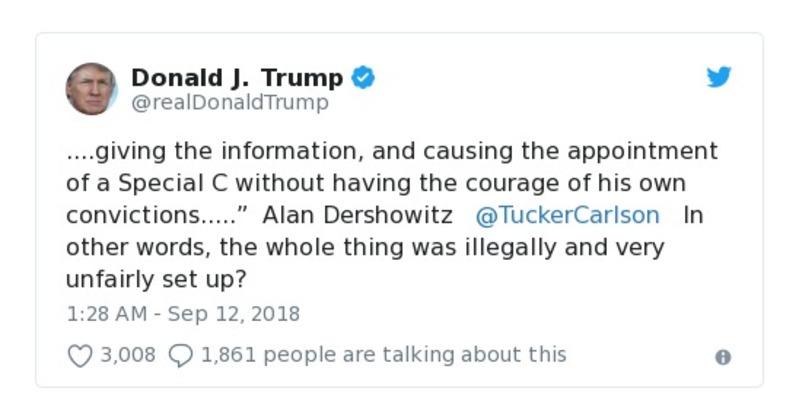 Donald J. Trump
@realDonaldTrump
....giving the information, and causing the appointment
of a Special C without having the courage of his own
convictions.....” Alan Dershowitz @TuckerCarlson In
other words, the whole thing was illegally and very
unfairly set up?
1:28 AM - Sep 12, 2018
3,008 1,861 people are talking about this